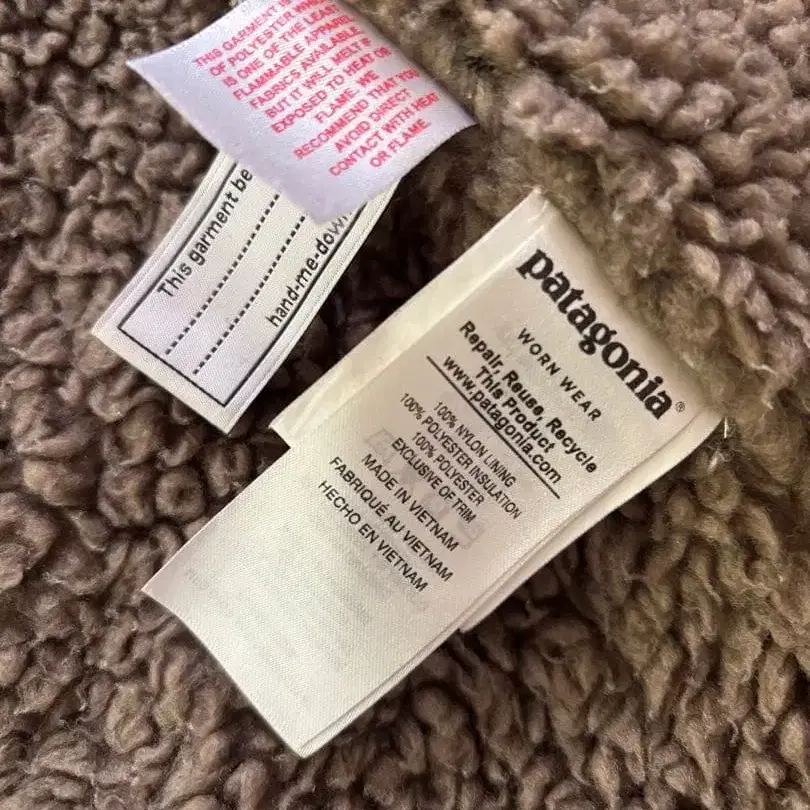 THIS GARMENT IS
OF POLYESTER WHICH
IS ONE OF THE LEAST
FLAMMABLE APPAREL
FABRICS AVAILABLE.
BUT IT WILL MELT IF
EXPOSED TO HEAT OR
FLAME. WE
RECOMMEND THAT YOU
AVOID DIRECT
CONTACT WITH HEAT
OR FLAME
This garment be
hand-me-down
patagonia®
WORN WEAR
Repair, Reuse, Recycle
This Product
www.patagonia.com
100% NYLON LINING
100% POLYESTER INSULATION
100% POLYESTER
EXCLUSIVE OF TRIM
MADE IN VIETNAM
FABRIQUÉ AU VIETNAM
HECHO EN VIETNAM